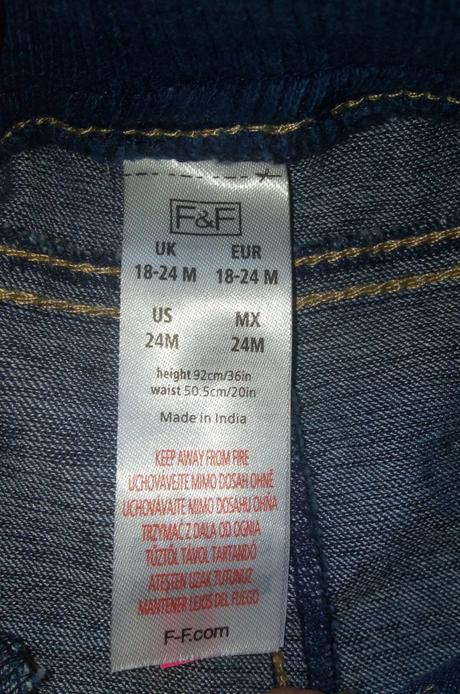 F&F
UK EUR
18-24 M 18-24 M
US MX
24M 24M
height 92cm/36in
waist 50.5cm/20in
Made in India
KEEP AWAY FROM FIRE
UCHOVÁVEJTE MIMO DOSAH OHNĚ
UCHOVÁVAJTE MIMO DOSAHU OHŇA
TRZYMAĆ Z DALA OD OGNIA
TŰZTŐL TÁVOL TARTANDÓ
ATEŞTEN UZAK TUTUNUZ
MANTENER LEJOS DEL FUEGO
F-F.com